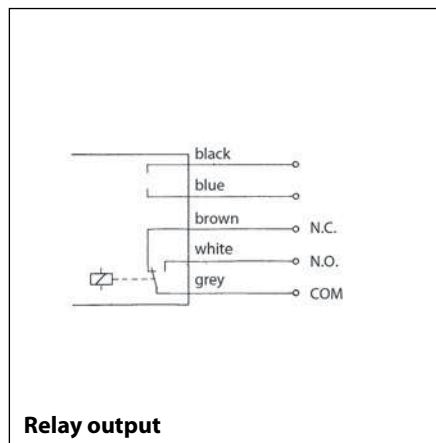 black
blue
brown N.C.
white N.O.
grey COM
Relay output